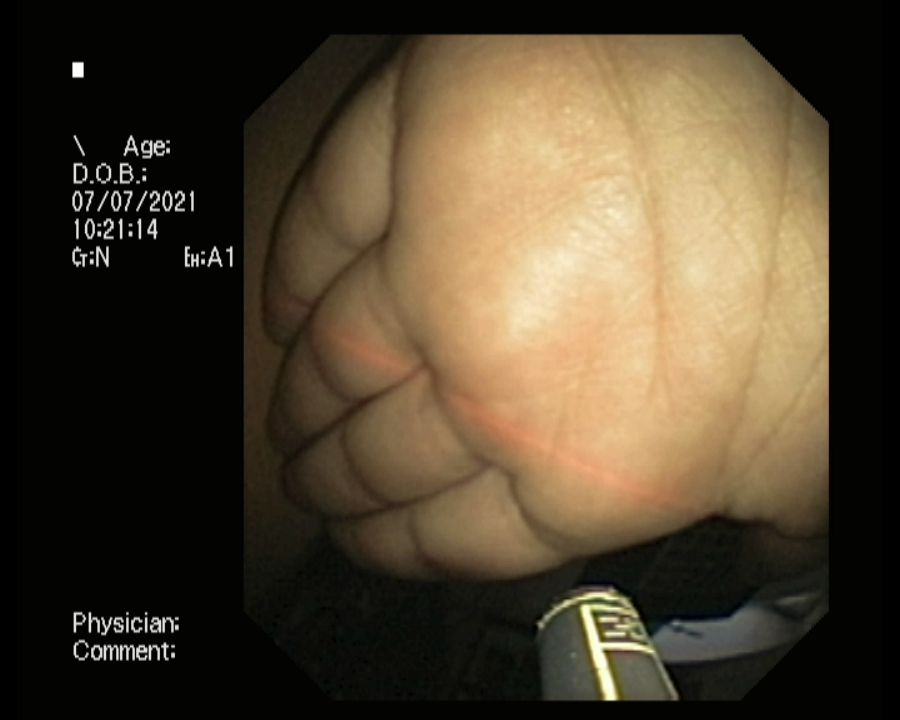 \ Age:
D.O.B.:
07/07/2021
10:21:14
Cr:N Eh:A1
Physician:
Comment: